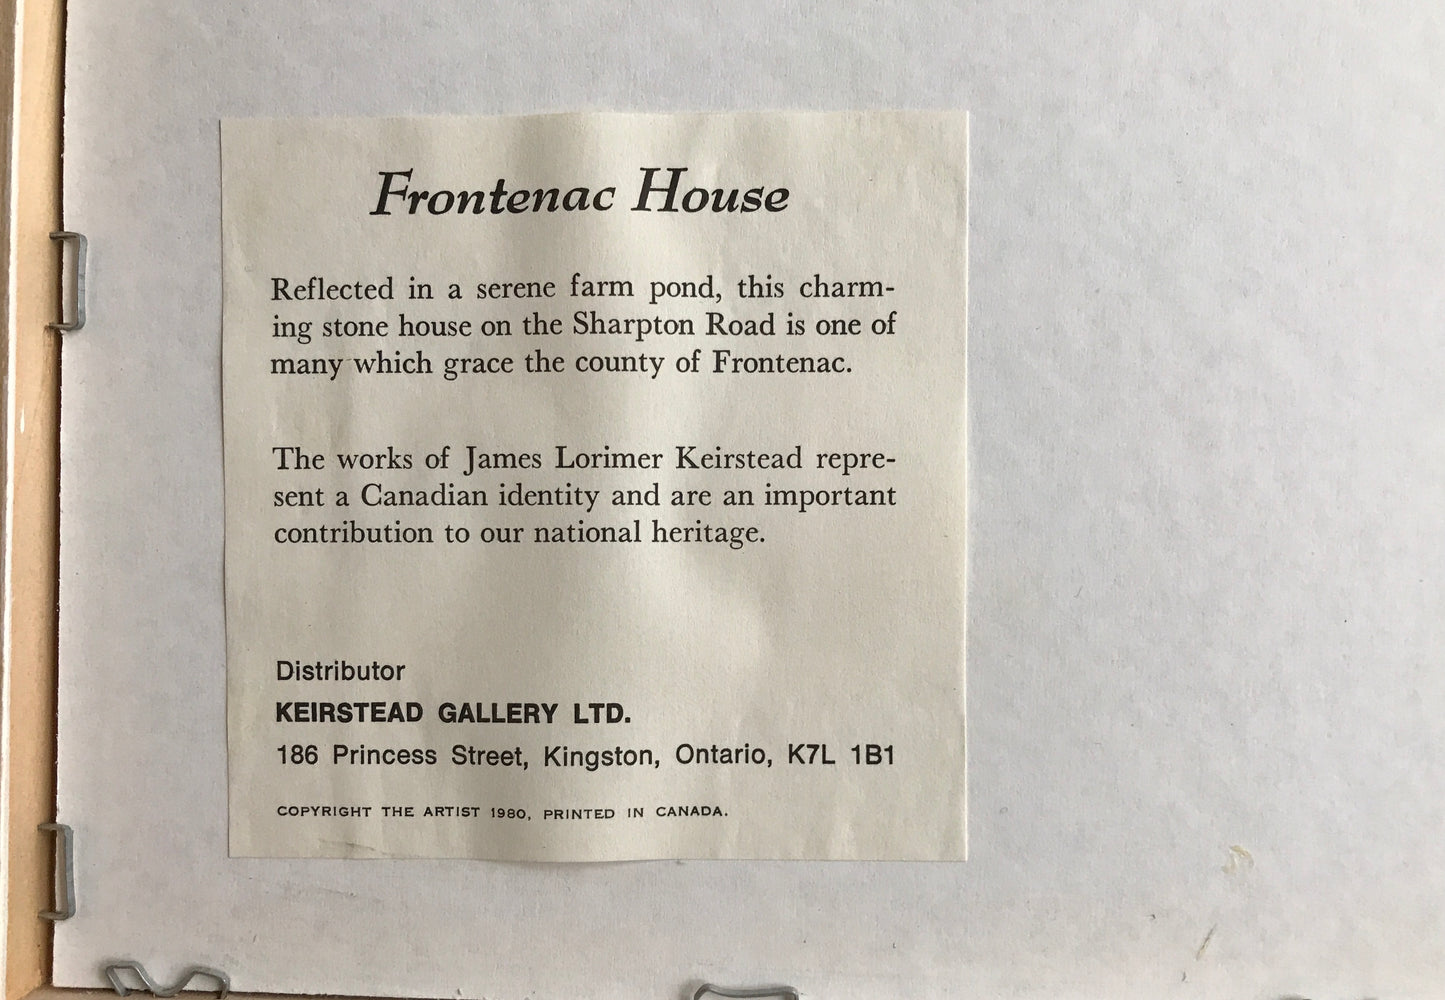 Frontenac House
Reflected in a serene farm pond, this charm-
ing stone house on the Sharpton Road is one of
many which grace the county of Frontenac.
The works of James Lorimer Keirstead repre-
sent a Canadian identity and are an important
contribution to our national heritage.
Distributor
KEIRSTEAD GALLERY LTD.
186 Princess Street, Kingston, Ontario, K7L 1B1
COPYRIGHT THE ARTIST 1980, PRINTED IN CANADA.